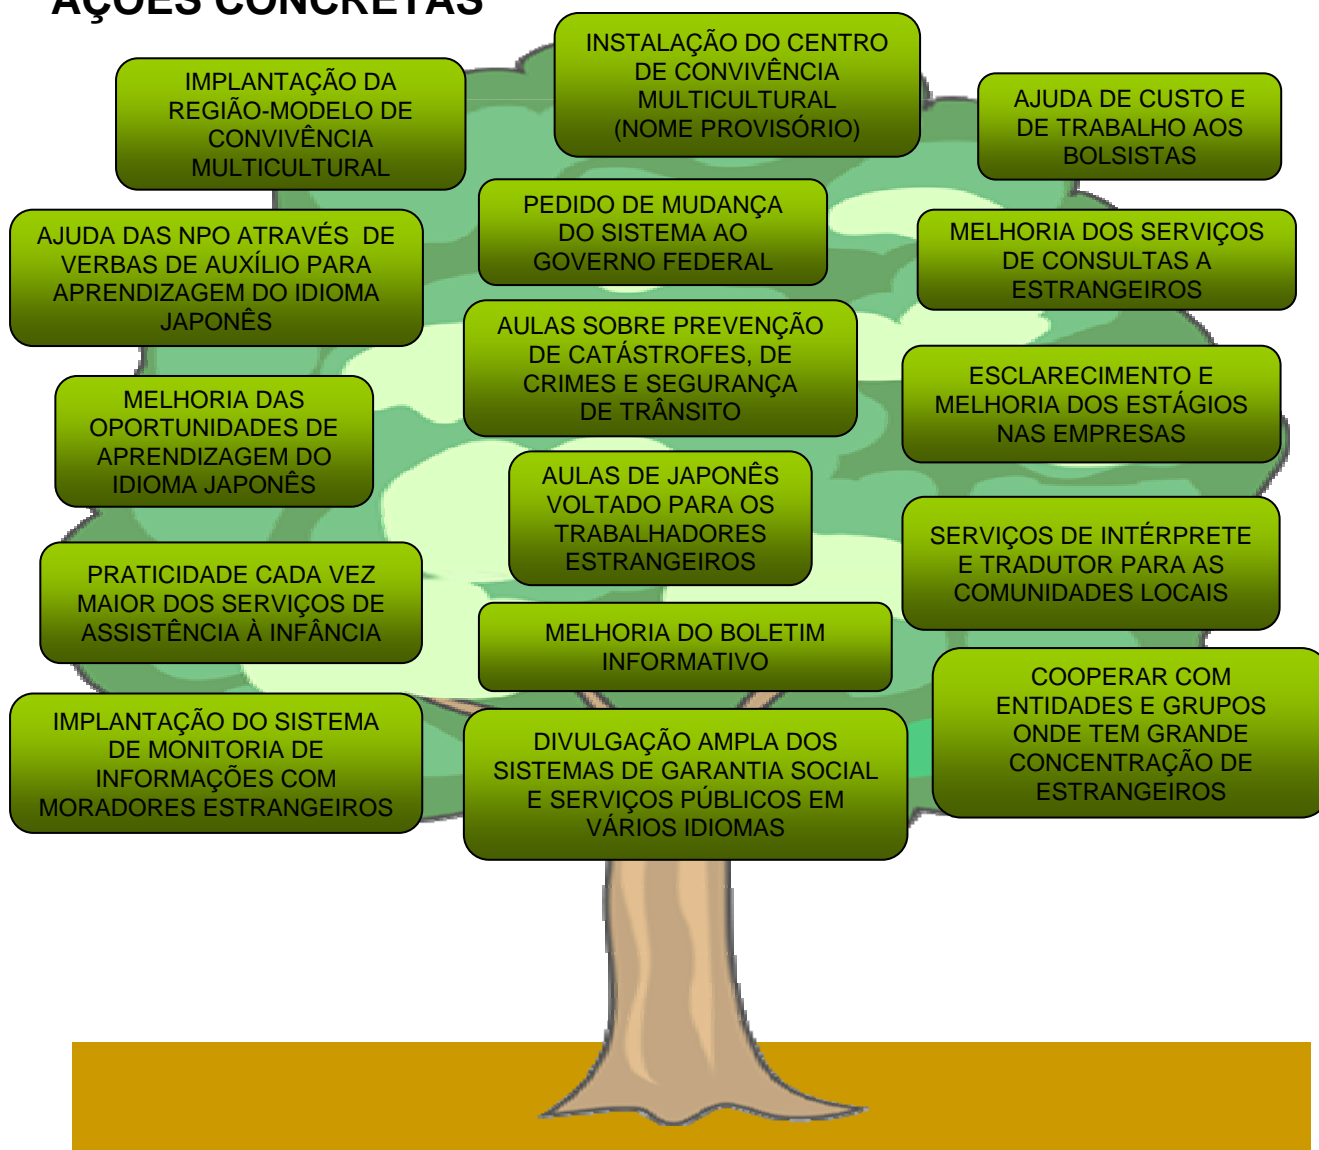 AÇÕES CONCRETAS
IMPLANTAÇÃO DA
REGIÃO-MODELO DE
CONVIVÊNCIA
MULTICULTURAL
INSTALAÇÃO DO CENTRO
DE CONVIVÊNCIA
MULTICULTURAL
(NOME PROVISÓRIO)
AJUDA DE CUSTO E
DE TRABALHO AOS
BOLSISTAS
AJUDA DAS NPO ATRAVÉS DE
VERBAS DE AUXÍLIO PARA
APRENDIZAGEM DO IDIOMA
JAPONÊS
PEDIDO DE MUDANÇA
DO SISTEMA AO
GOVERNO FEDERAL
MELHORIA DOS SERVIÇOS
DE CONSULTAS A
ESTRANGEIROS
AULAS SOBRE PREVENÇÃO
DE CATÁSTROFES, DE
CRIMES E SEGURANÇA
DE TRÂNSITO
ESCLARECIMENTO E
MELHORIA DOS ESTÁGIOS
NAS EMPRESAS
MELHORIA DAS
OPORTUNIDADES DE
APRENDIZAGEM DO
IDIOMA JAPONÊS
AULAS DE JAPONÊS
VOLTADO PARA OS
TRABALHADORES
ESTRANGEIROS
SERVIÇOS DE INTÉRPRETE
E TRADUTOR PARA AS
COMUNIDADES LOCAIS
PRATICIDADE CADA VEZ
MAIOR DOS SERVIÇOS DE
ASSISTÊNCIA À INFÂNCIA
MELHORIA DO BOLETIM
INFORMATIVO
COOPERAR COM
ENTIDADES E GRUPOS
ONDE TEM GRANDE
CONCENTRAÇÃO DE
ESTRANGEIROS
IMPLANTAÇÃO DO SISTEMA
DE MONITORIA DE
INFORMAÇÕES COM
MORADORES ESTRANGEIROS
DIVULGAÇÃO AMPLA DOS
SISTEMAS DE GARANTIA SOCIAL
E SERVIÇOS PÚBLICOS EM
VÁRIOS IDIOMAS